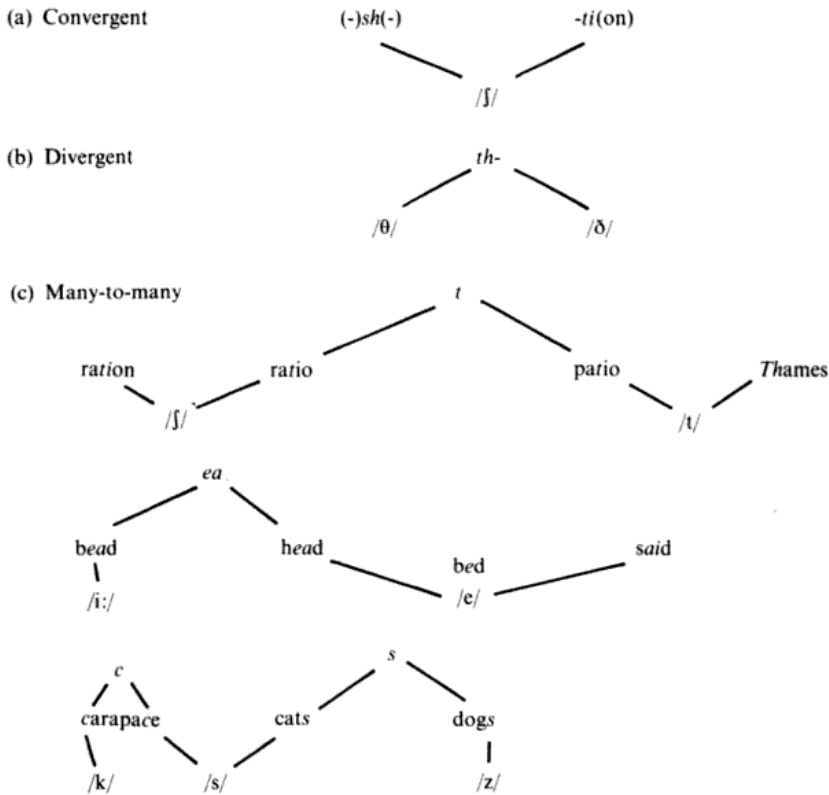 (a) Convergent (-)sh(-) -ti(on)
/ʃ/
(b) Divergent th-
/θ/ /ð/
(c) Many-to-many t
ration ratio patio Thames
/ʃ/ /t/
ea
bead head bed said
/i:/ /e/
c s
carapace cats dogs
/k/ /s/ /z/